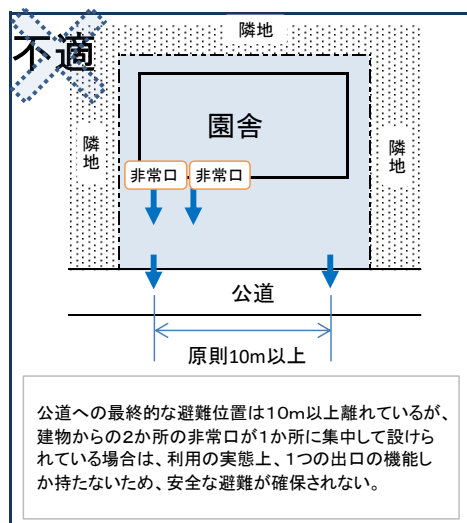 不適
隣地
隣地
園舎
隣地
非常口
非常口
公道
原則10m以上
公道への最終的な避難位置は10m以上離れているが、
建物からの2か所の非常口が1か所に集中して設けら
れている場合は、利用の実態上、1つの出口の機能し
か持たないため、安全な避難が確保されない。